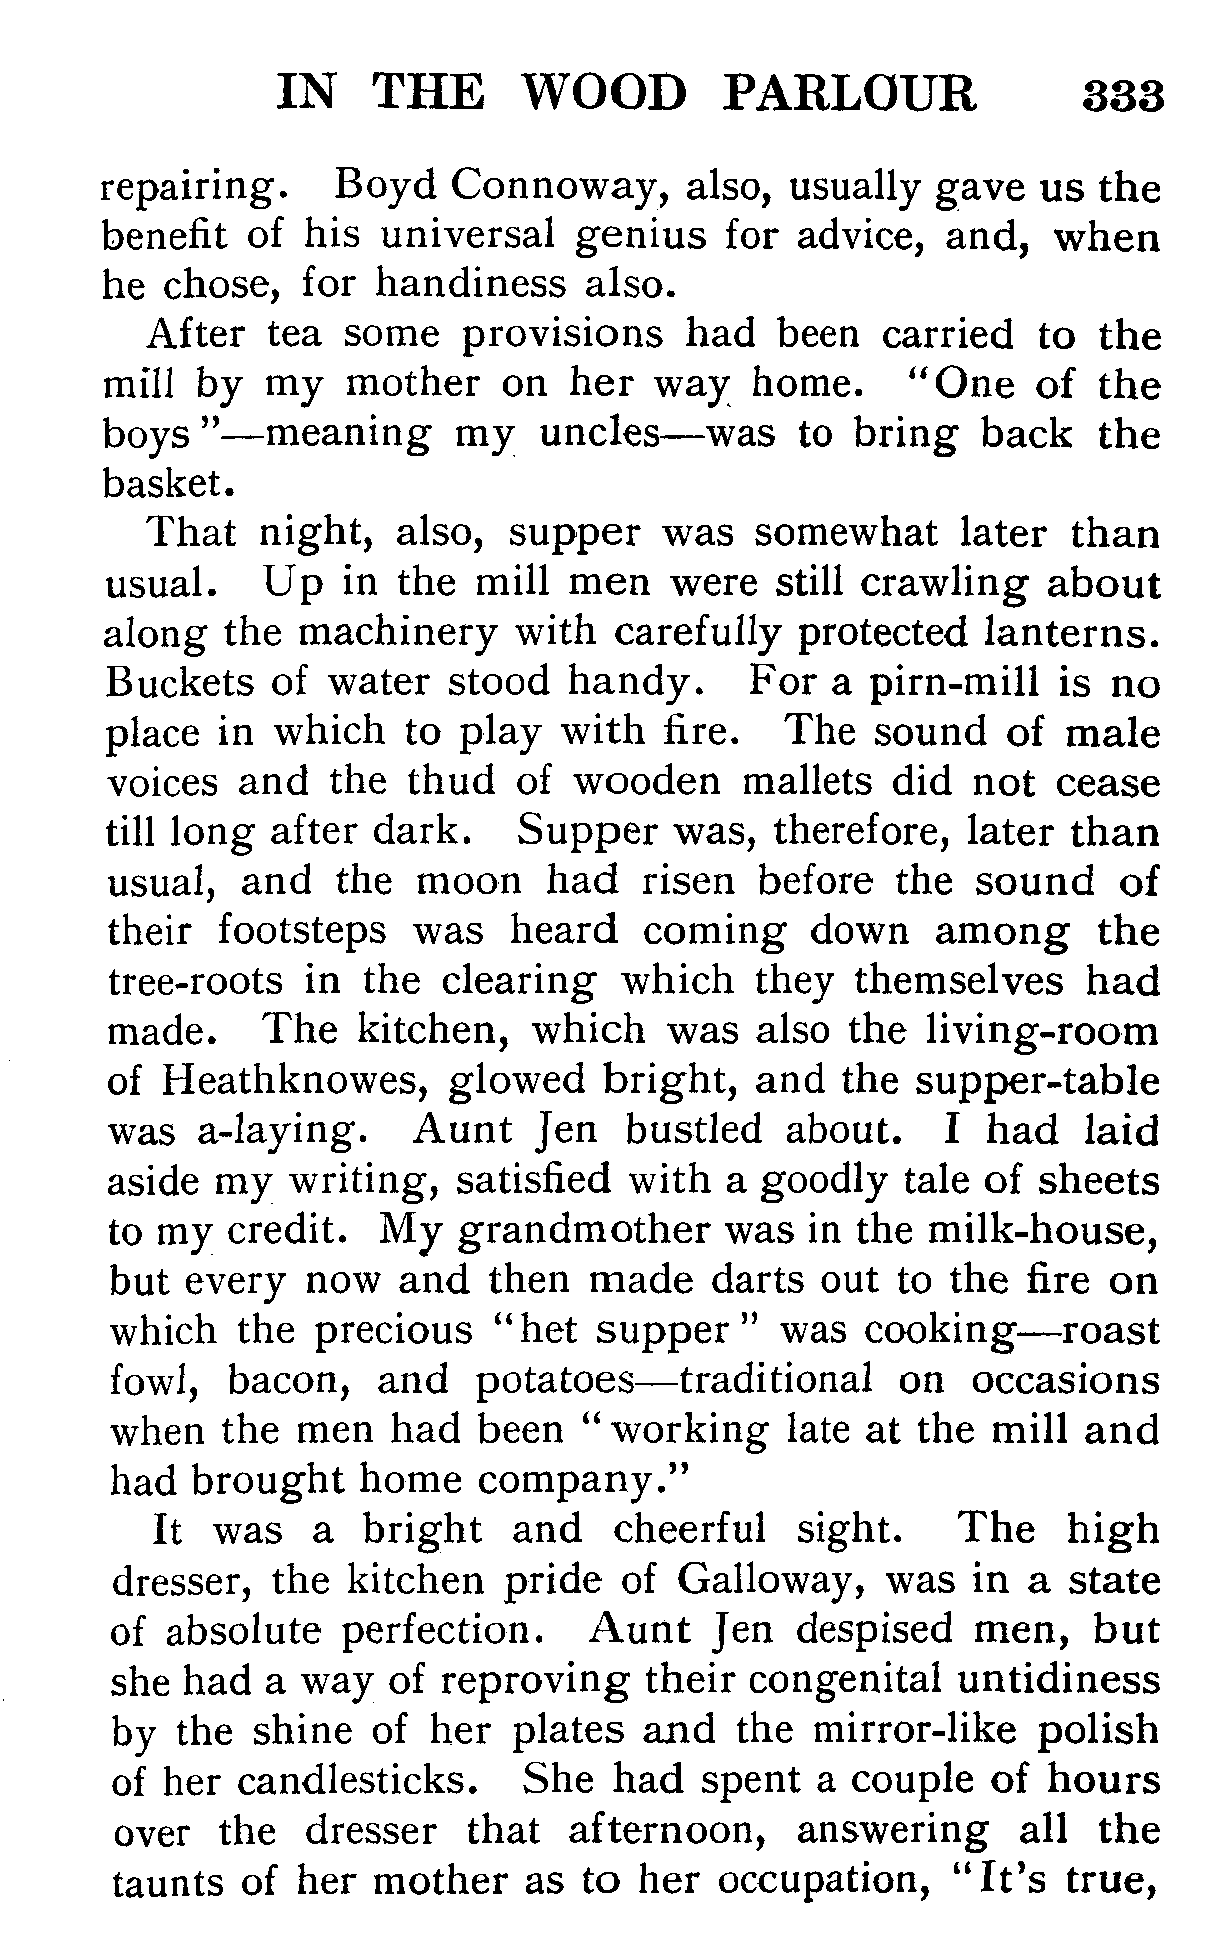 IN THE WOOD PARLOUR 333
repairing. Boyd Connoway, also, usually gave us the
benefit of his universal genius for advice, and, when
he chose, for handiness also.
After tea some provisions had been carried to the
mill by my mother on her way home. "One of the
boys"—meaning my uncles—was to bring back the
basket.
That night, also, supper was somewhat later than
usual. Up in the mill men were still crawling about
along the machinery with carefully protected lanterns.
Buckets of water stood handy. For a pirn-mill is no
place in which to play with fire. The sound of male
voices and the thud of wooden mallets did not cease
till long after dark. Supper was, therefore, later than
usual, and the moon had risen before the sound of
their footsteps was heard coming down among the
tree-roots in the clearing which they themselves had
made. The kitchen, which was also the living-room
of Heathknowes, glowed bright, and the supper-table
was a-laying. Aunt Jen bustled about. I had laid
aside my writing, satisfied with a goodly tale of sheets
to my credit. My grandmother was in the milk-house,
but every now and then made darts out to the fire on
which the precious "het supper" was cooking—roast
fowl, bacon, and potatoes—traditional on occasions
when the men had been "working late at the mill and
had brought home company."
It was a bright and cheerful sight. The high
dresser, the kitchen pride of Galloway, was in a state
of absolute perfection. Aunt Jen despised men, but
she had a way of reproving their congenital untidiness
by the shine of her plates and the mirror-like polish
of her candlesticks. She had spent a couple of hours
over the dresser that afternoon, answering all the
taunts of her mother as to her occupation, "It's true,